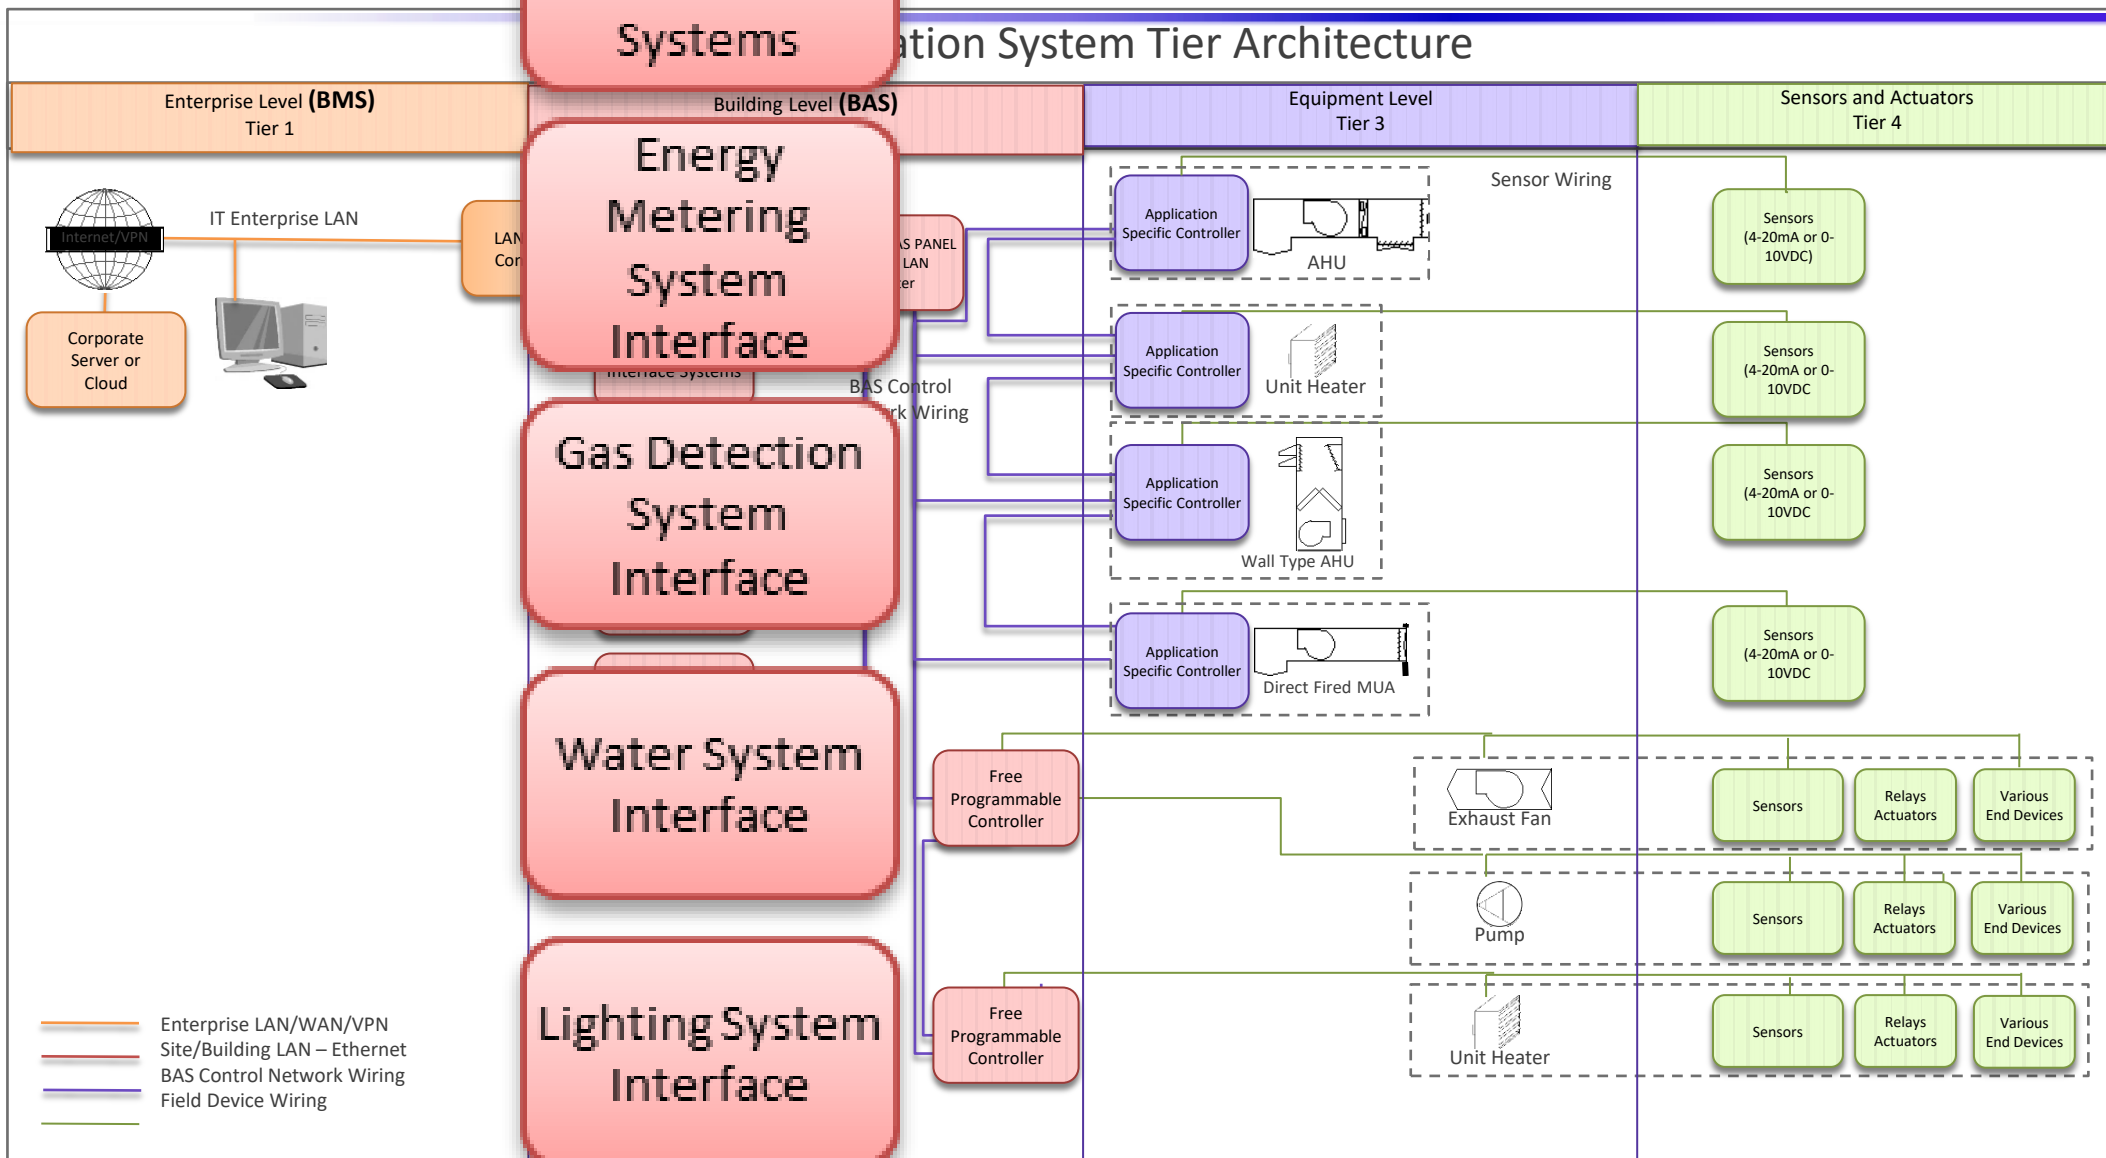 Systems
ation System Tier Architecture
Enterprise Level (BMS)
Tier 1
Building Level (BAS)
Equipment Level
Tier 3
Sensors and Actuators
Tier 4
Internet/VPN
IT Enterprise LAN
Corporate
Server or
Cloud
LAN
Energy
Metering
System
Interface
PANEL
LAN
Interface Systems
BAS Control
Wiring
Gas Detection
System
Interface
Water System
Interface
Lighting System
Interface
Free
Programmable
Controller
Free
Programmable
Controller
Sensor Wiring
Application
Specific Controller
AHU
Application
Specific Controller
Unit Heater
Application
Specific Controller
Wall Type AHU
Application
Specific Controller
Direct Fired MUA
Exhaust Fan
Pump
Unit Heater
Sensors
(4-20mA or 0-
10VDC)
Sensors
(4-20mA or 0-
10VDC
Sensors
(4-20mA or 0-
10VDC
Sensors
(4-20mA or 0-
10VDC
Sensors
Relays
Actuators
Various
End Devices
Sensors
Relays
Actuators
Various
End Devices
Sensors
Relays
Actuators
Various
End Devices
Enterprise LAN/WAN/VPN
Site/Building LAN – Ethernet
BAS Control Network Wiring
Field Device Wiring